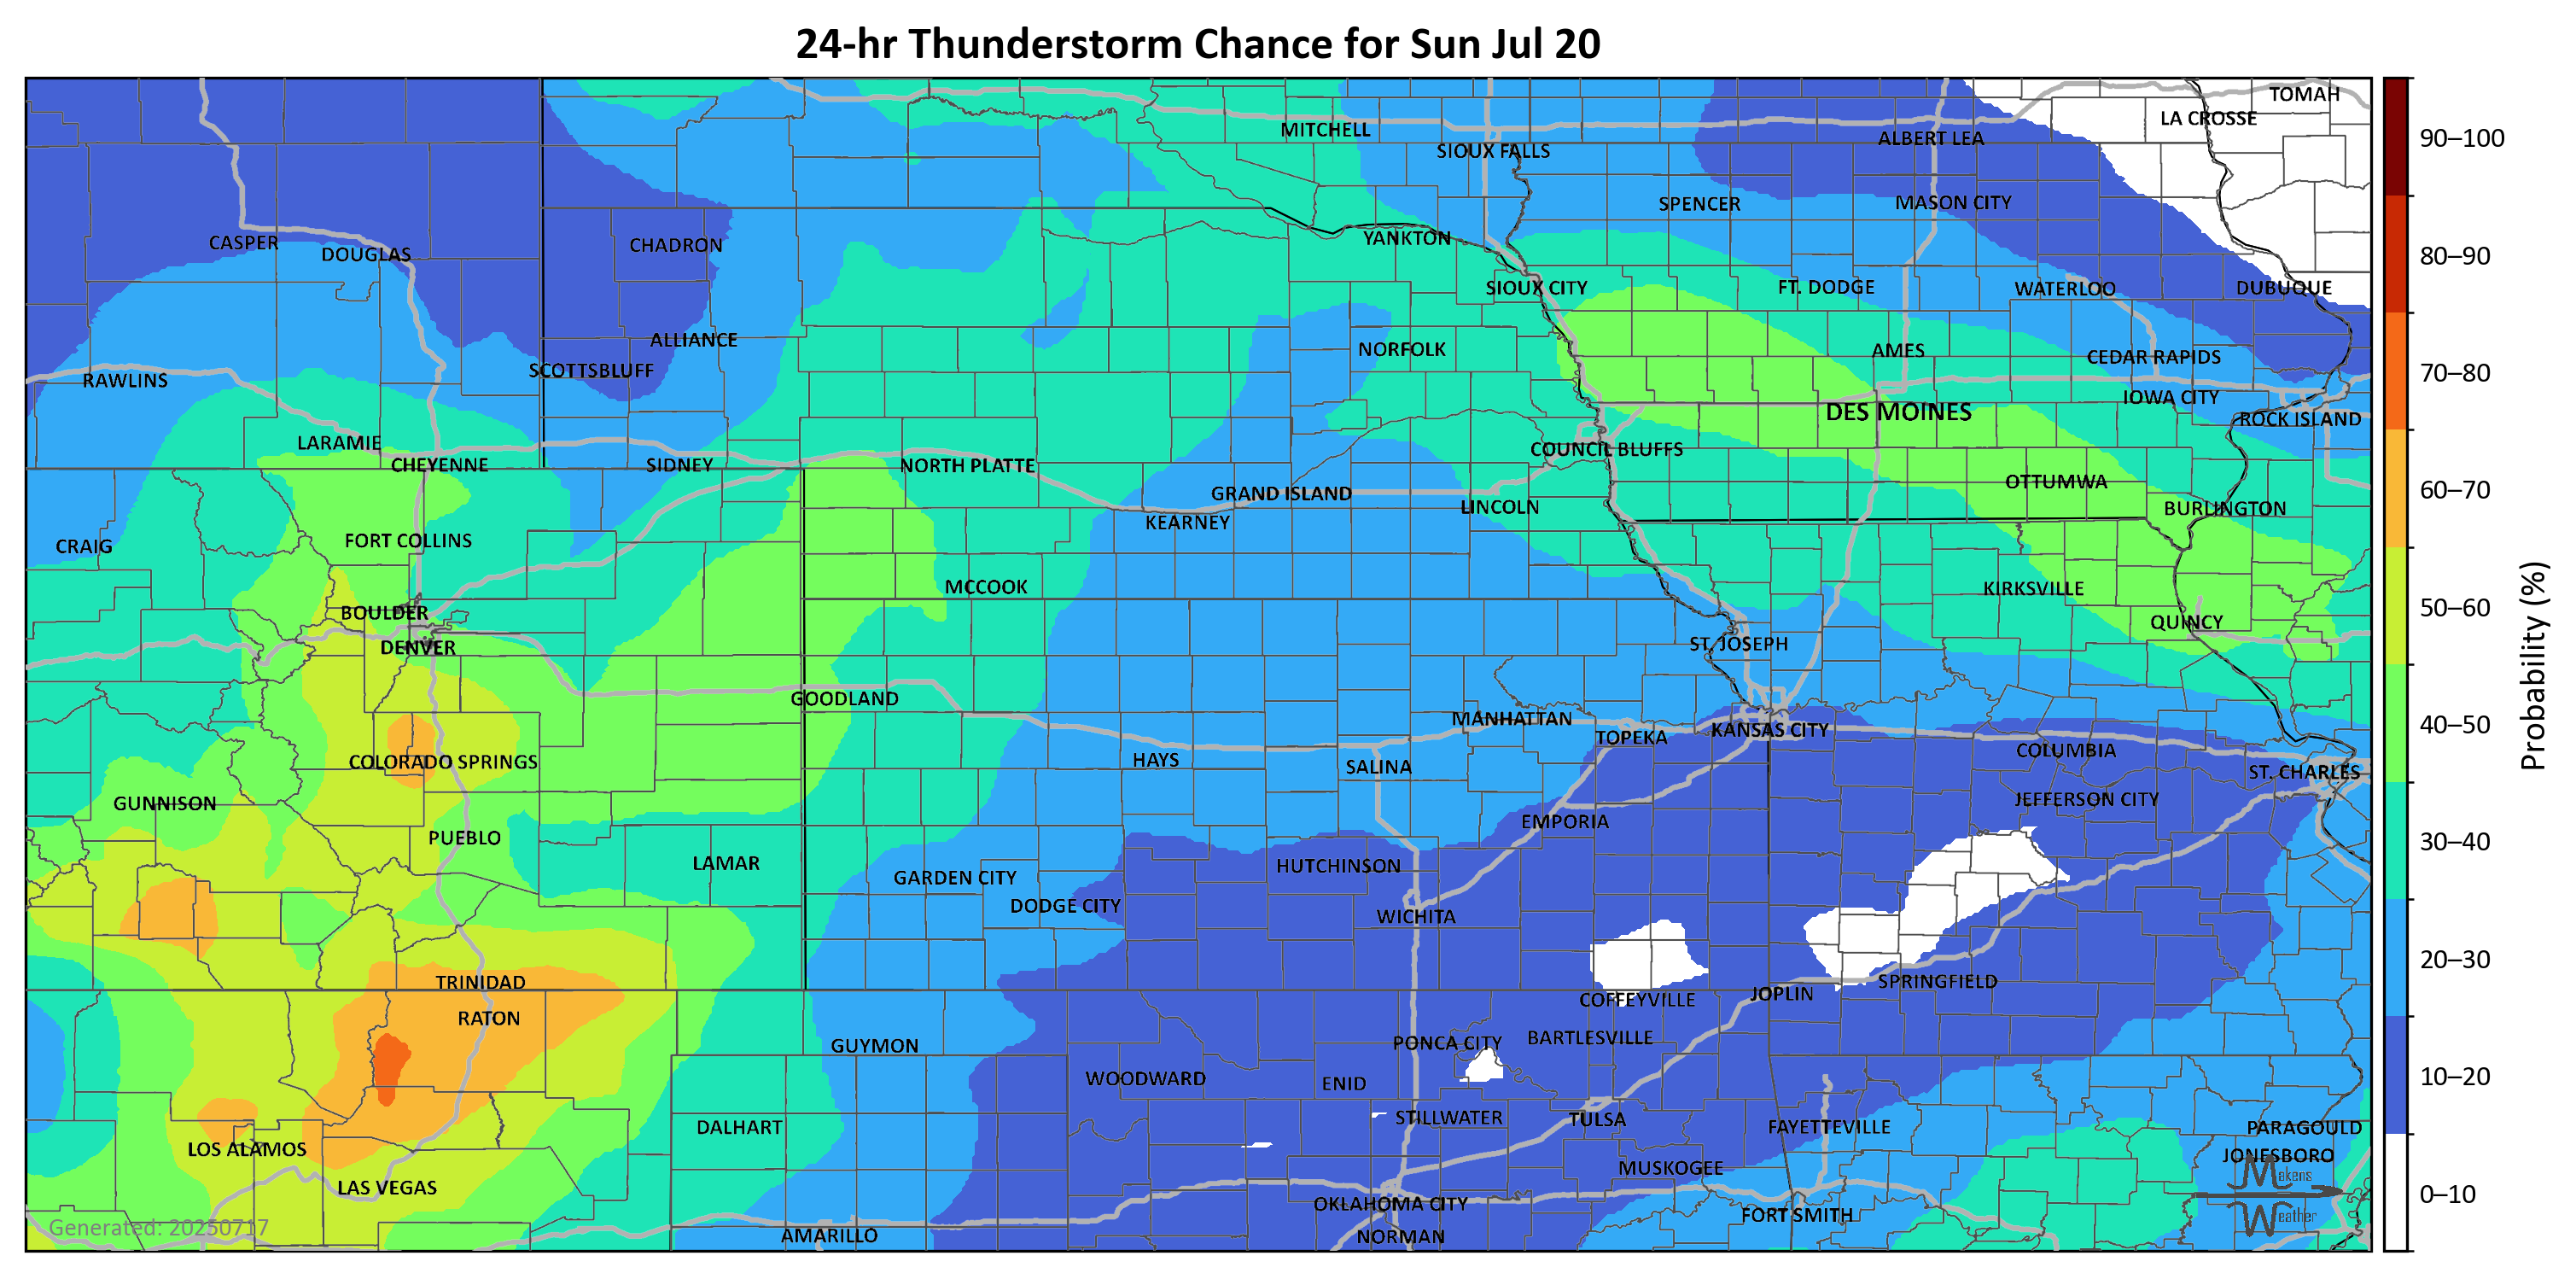 24-hr Thunderstorm Chance for Sun Jul 20
TOMAH
LA CROSSE
MITCHELL
ALBERT LEA
90–100
SIOUX FALLS
SPENCER
MASON CITY
YANKTON
CASPER
CHADRON
DOUGLAS
80–90
SIOUX CITY
FT. DODGE
WATERLOO
DUBUQUE
ALLIANCE
NORFOLK
AMES
CEDAR RAPIDS
SCOTTSBLUFF
70–80
RAWLINS
IOWA CITY
DES MOINES
ROCK ISLAND
LARAMIE
COUNCIL BLUFFS
CHEYENNE
SIDNEY
NORTH PLATTE
OTTUMWA
60–70
GRAND ISLAND
LINCOLN
BURLINGTON
KEARNEY
FORT COLLINS
CRAIG
MCCOOK
KIRKSVILLE
50–60
BOULDER
QUINCY
DENVER
ST. JOSEPH
Probability (%)
GOODLAND
MANHATTAN
40–50
KANSAS CITY
TOPEKA
COLUMBIA
COLORADO SPRINGS
HAYS
SALINA
ST. CHARLES
JEFFERSON CITY
GUNNISON
EMPORIA
PUEBLO
30–40
LAMAR
HUTCHINSON
GARDEN CITY
DODGE CITY
WICHITA
20–30
TRINIDAD
SPRINGFIELD
JOPLIN
COFFEYVILLE
RATON
BARTLESVILLE
PONCA CITY
GUYMON
10–20
WOODWARD
ENID
STILLWATER
TULSA
DALHART
FAYETTEVILLE
PARAGOULD
LOS ALAMOS
JONESBORO
MUSKOGEE
Makens
LAS VEGAS
0–10
OKLAHOMA CITY
FORT SMITH
Weather
Generated: 20250717
AMARILLO
NORMAN